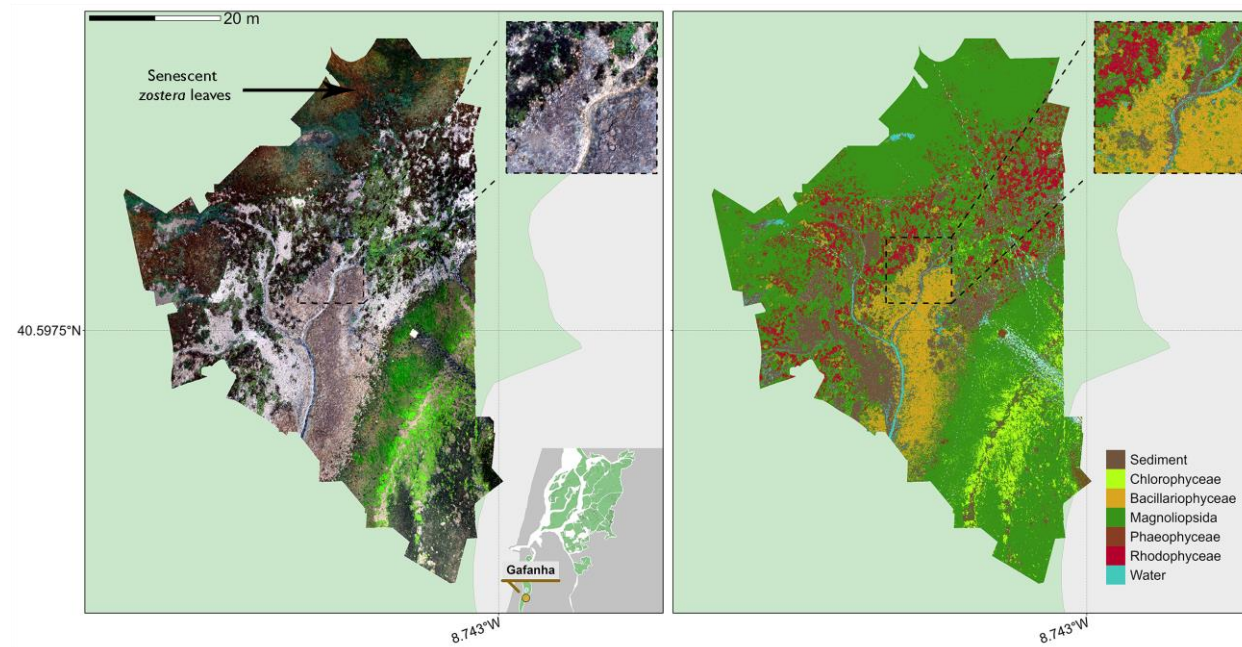 20 m
Senescent
zostera leaves
40.5975°N
Gafanha
8.743°W
Sediment
Chlorophyceae
Bacillariophyceae
Magnoliopsida
Phaeophyceae
Rhodophyceae
Water
8.743°W